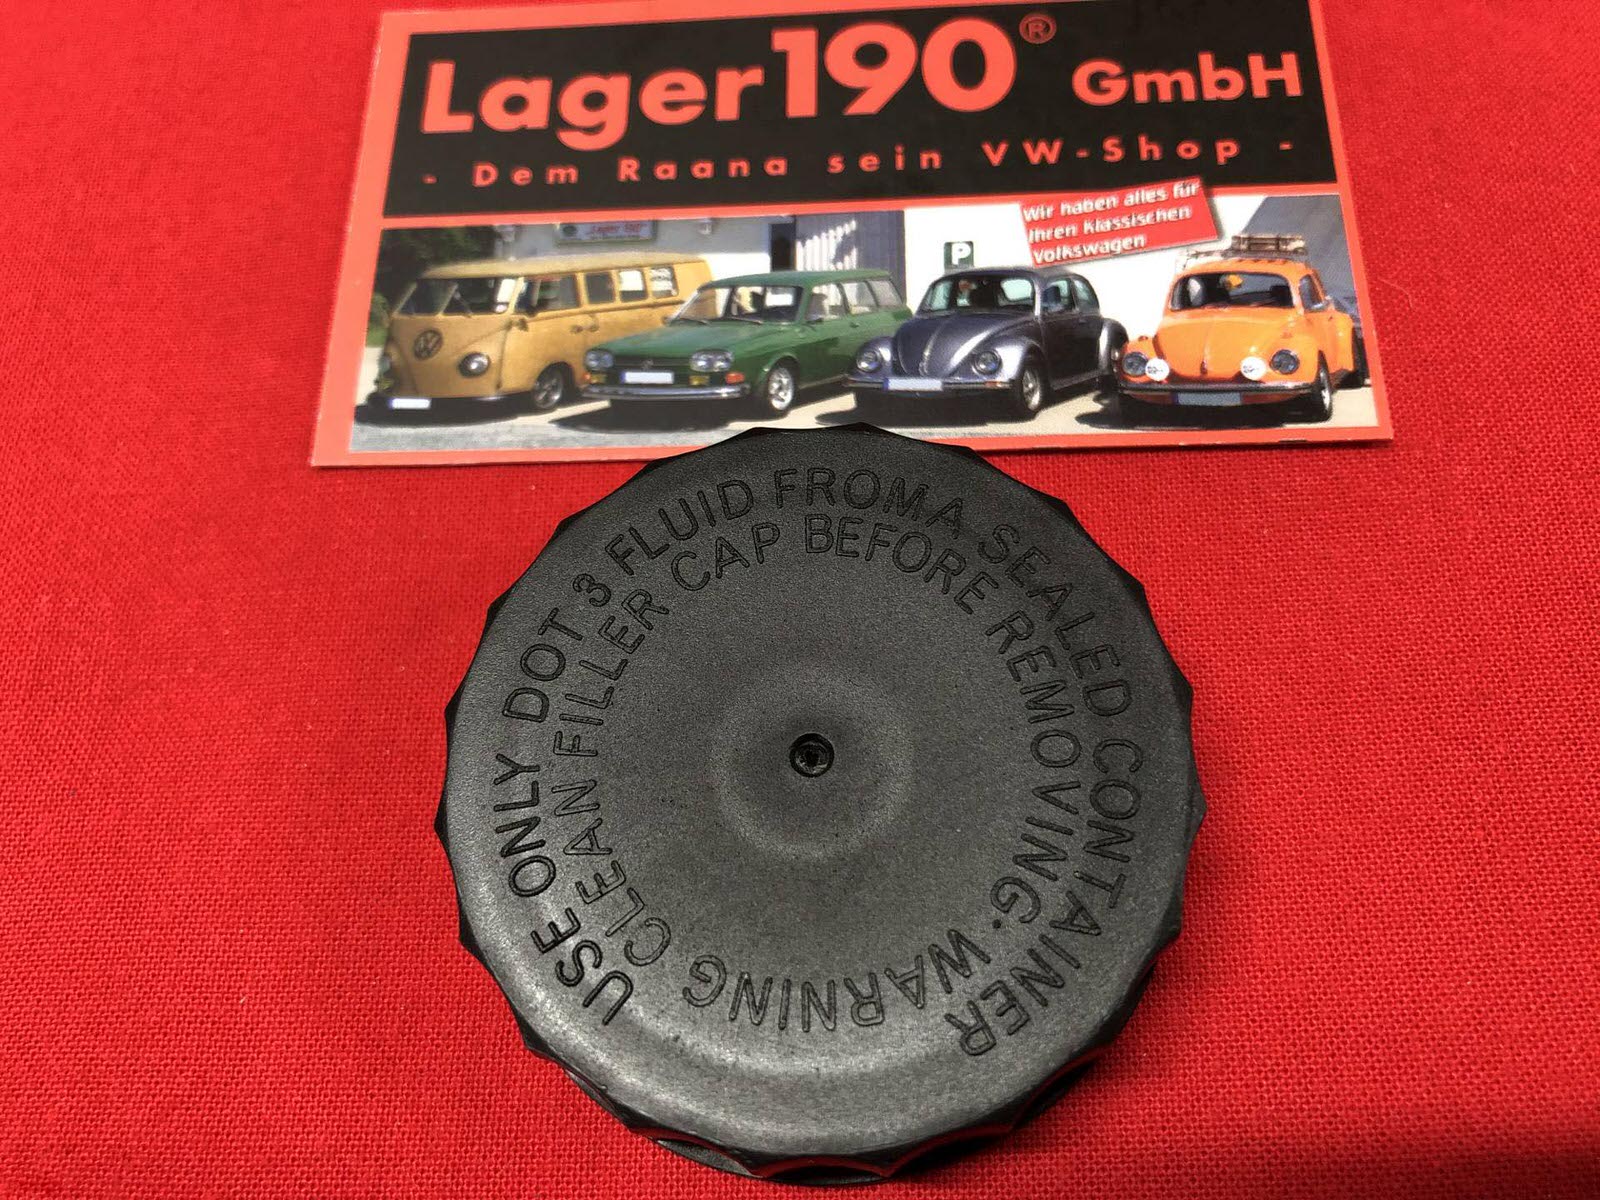 Lager190® GmbH
- Dem Raana sein VW-Shop -
Wir haben alles für
Ihren klassischen
Volkswagen
P
USE ONLY DOT 3 FLUID FROM A SEALED CONTAINER
WARNING CLEAN FILLER CAP BEFORE REMOVING.